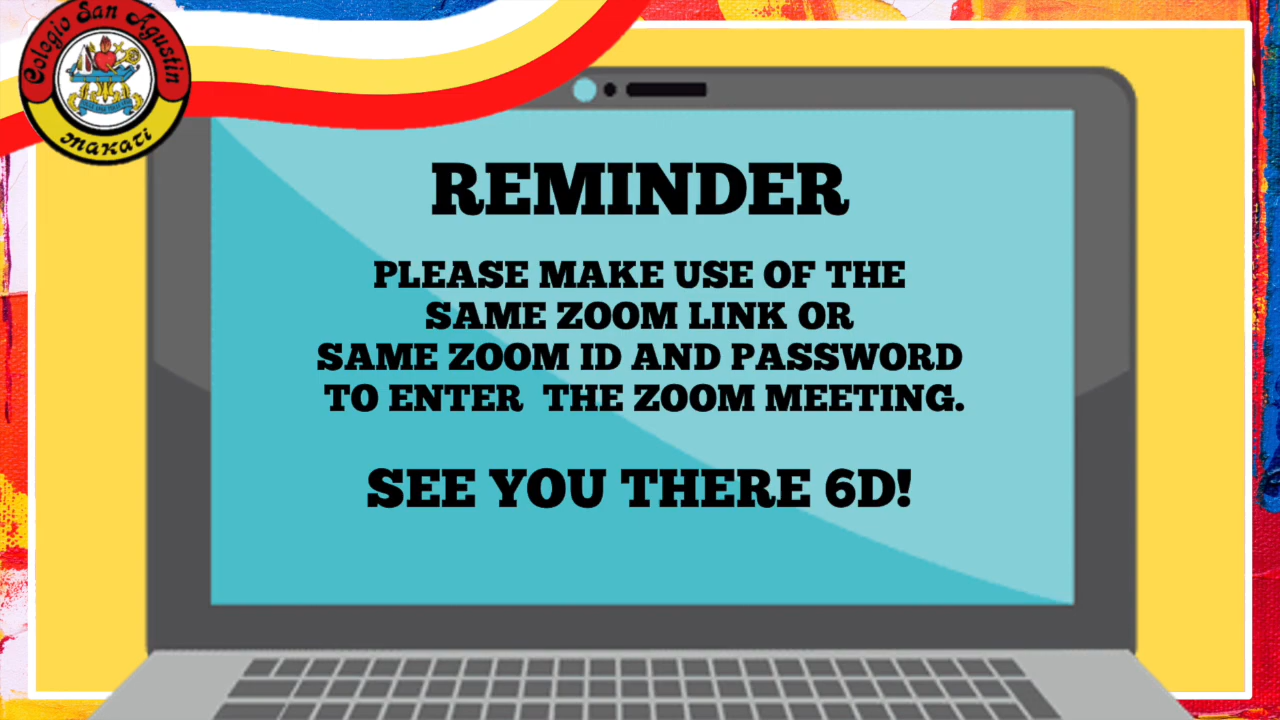 Colegio San Agustin
Makati
REMINDER
PLEASE MAKE USE OF THE
SAME ZOOM LINK OR
SAME ZOOM ID AND PASSWORD
TO ENTER THE ZOOM MEETING.
SEE YOU THERE 6D!